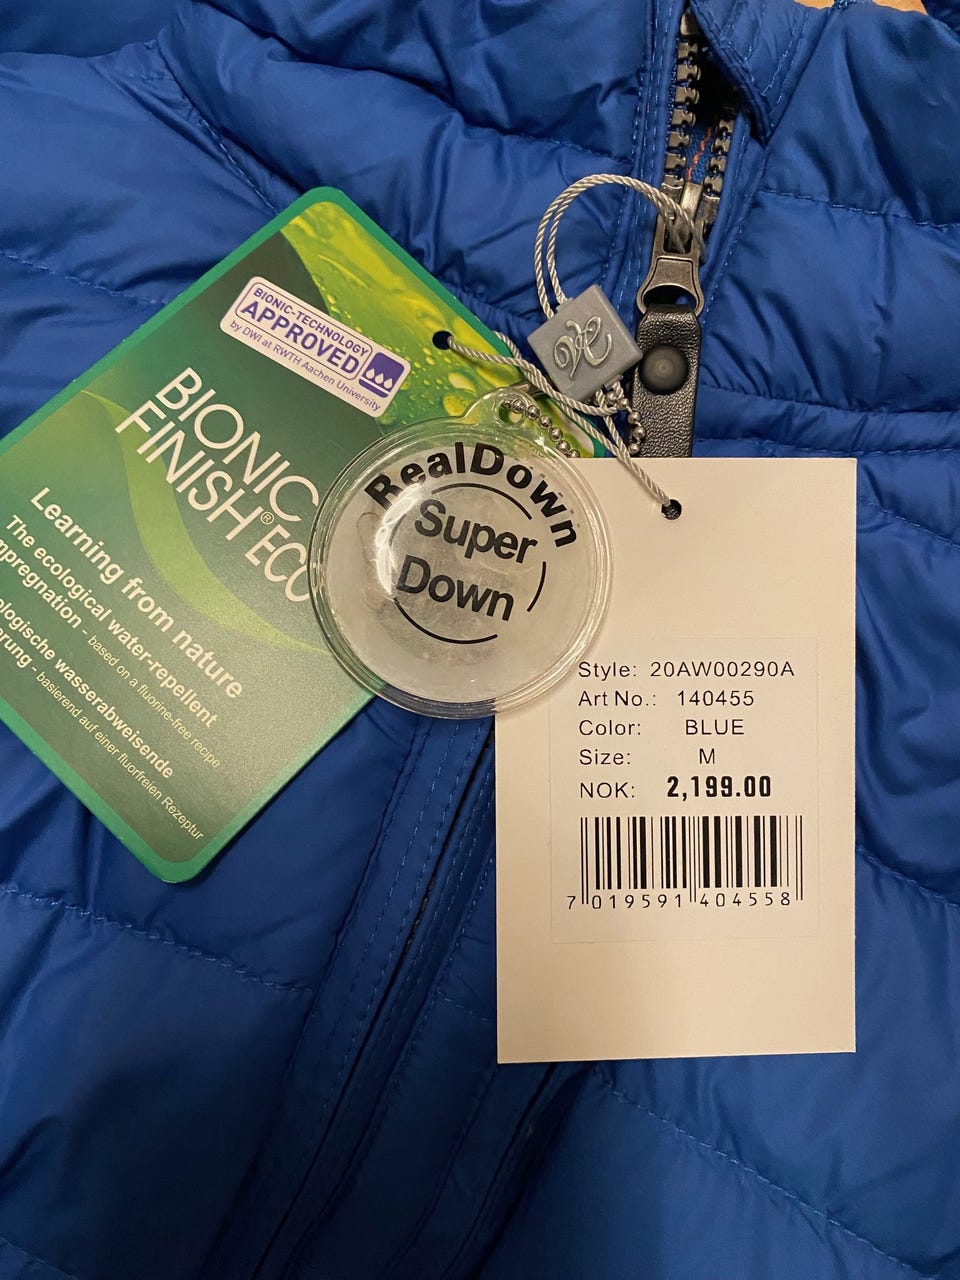 BIONIC-TECHNOLOGY
APPROVED
by DWI at RWTH Aachen University
BIONIC
FINISH® ECO
Learning from nature
The ecological water-repellent
impregnation - based on a fluorine-free recipe
wasserabweisende
basierend auf einer fluorfreien Rezeptur
RealDown
Super
Down
Style: 20AW00290A
Art No.: 140455
Color: BLUE
Size: M
NOK: 2,199.00
7 019591 404558